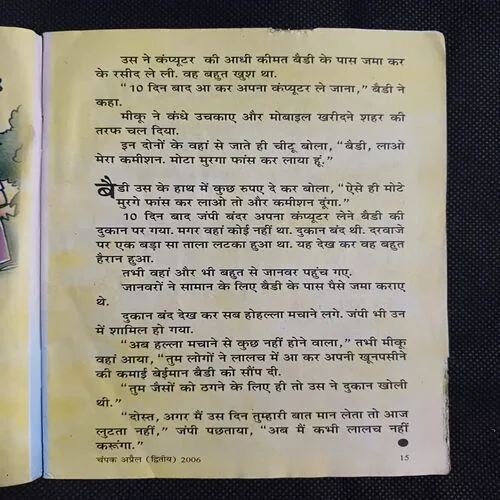 उस ने कंप्यूटर की आधी कीमत बैडी के पास जमा कर
के रसीद ले ली. वह बहुत खुश था.
“10 दिन बाद आ कर अपना कंप्यूटर ले जाना,” बैडी ने
कहा.
मीकू ने कंधे उचकाए और मोबाइल खरीदने शहर की
तरफ चल दिया.
इन दोनों के वहां से जाते ही चीटू बोला, “बैडी, लाओ
मेरा कमीशन. मोटा मुरगा फांस कर लाया हूं.”
बैडी उस के हाथ में कुछ रुपए दे कर बोला, “ऐसे ही मोटे
मुरगे फांस कर लाओ तो और कमीशन दूंगा.”
10 दिन बाद जंपी बंदर अपना कंप्यूटर लेने बैडी की
दुकान पर गया. मगर वहां कोई नहीं था. दुकान बंद थी. दरवाजे
पर एक बड़ा सा ताला लटका हुआ था. यह देख कर वह बहुत
हैरान हुआ.
तभी वहां और भी बहुत से जानवर पहुंच गए.
जानवरों ने सामान के लिए बैडी के पास पैसे जमा कराए
थे.
दुकान बंद देख कर सब होहल्ला मचाने लगे. जंपी भी उन
में शामिल हो गया.
“अब हल्ला मचाने से कुछ नहीं होने वाला,” तभी मीकू
वहां आया, “तुम लोगों ने लालच में आ कर अपनी खूनपसीने
की कमाई बेईमान बैडी को सौंप दी.
“तुम जैसों को ठगने के लिए ही तो उस ने दुकान खोली
थी.”
“दोस्त, अगर मैं उस दिन तुम्हारी बात मान लेता तो आज
लुटता नहीं,” जंपी पछताया, “अब मैं कभी लालच नहीं
करूंगा.” ●
चंपक अप्रैल (द्वितीय) 2006 15